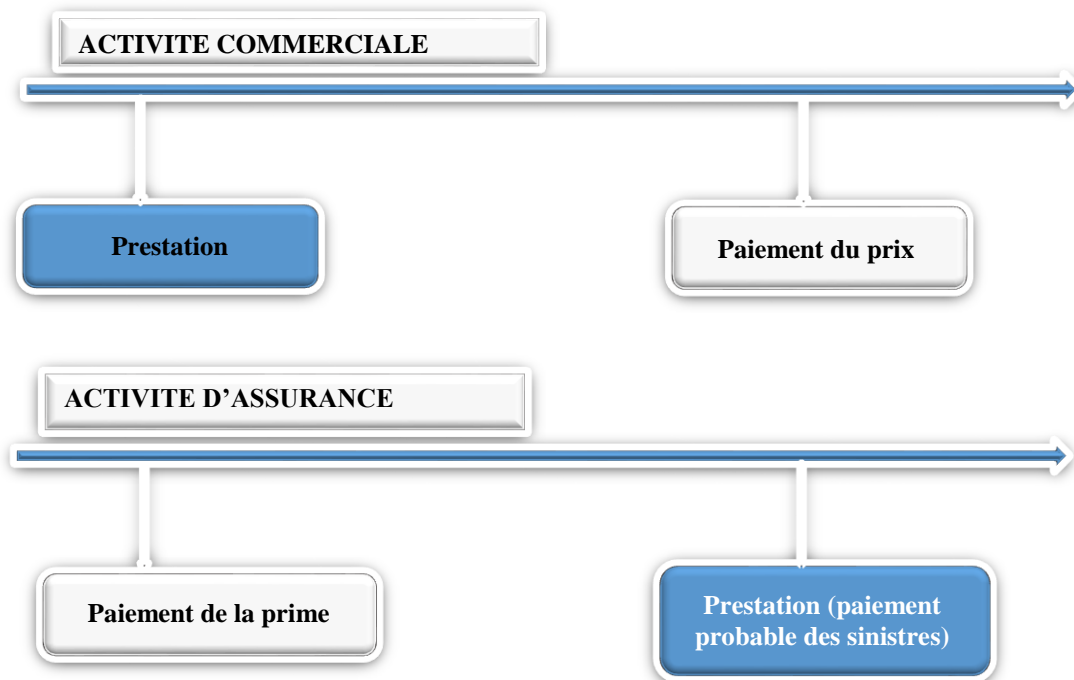 ACTIVITE COMMERCIALE
Prestation
Paiement du prix
ACTIVITE D’ASSURANCE
Paiement de la prime
Prestation (paiement
probable des sinistres)